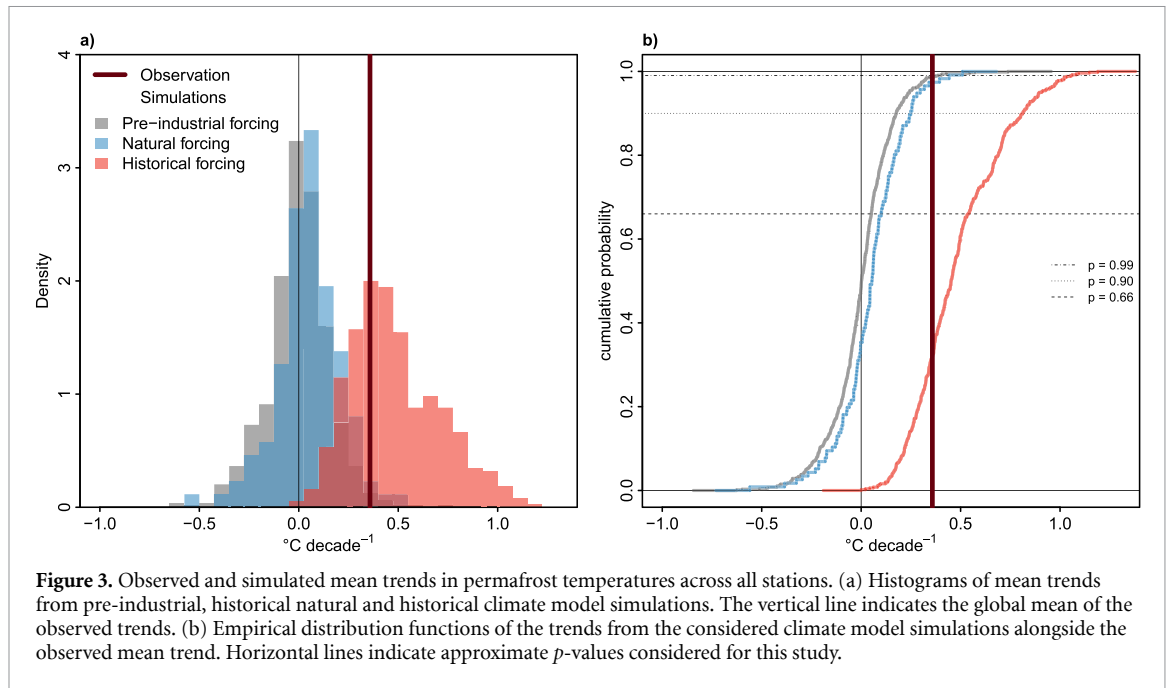 a)
4
3
2
1
0
Density
Observation
Simulations
Pre−industrial forcing
Natural forcing
Historical forcing
−1.0
−0.5
0.0
0.5
1.0
°C decade−1
b)
1.0
0.8
0.6
0.4
0.2
0.0
cumulative probability
p = 0.99
p = 0.90
p = 0.66
−1.0
−0.5
0.0
0.5
1.0
°C decade−1
Figure 3. Observed and simulated mean trends in permafrost temperatures across all stations. (a) Histograms of mean trends
from pre-industrial, historical natural and historical climate model simulations. The vertical line indicates the global mean of the
observed trends. (b) Empirical distribution functions of the trends from the considered climate model simulations alongside the
observed mean trend. Horizontal lines indicate approximate p-values considered for this study.